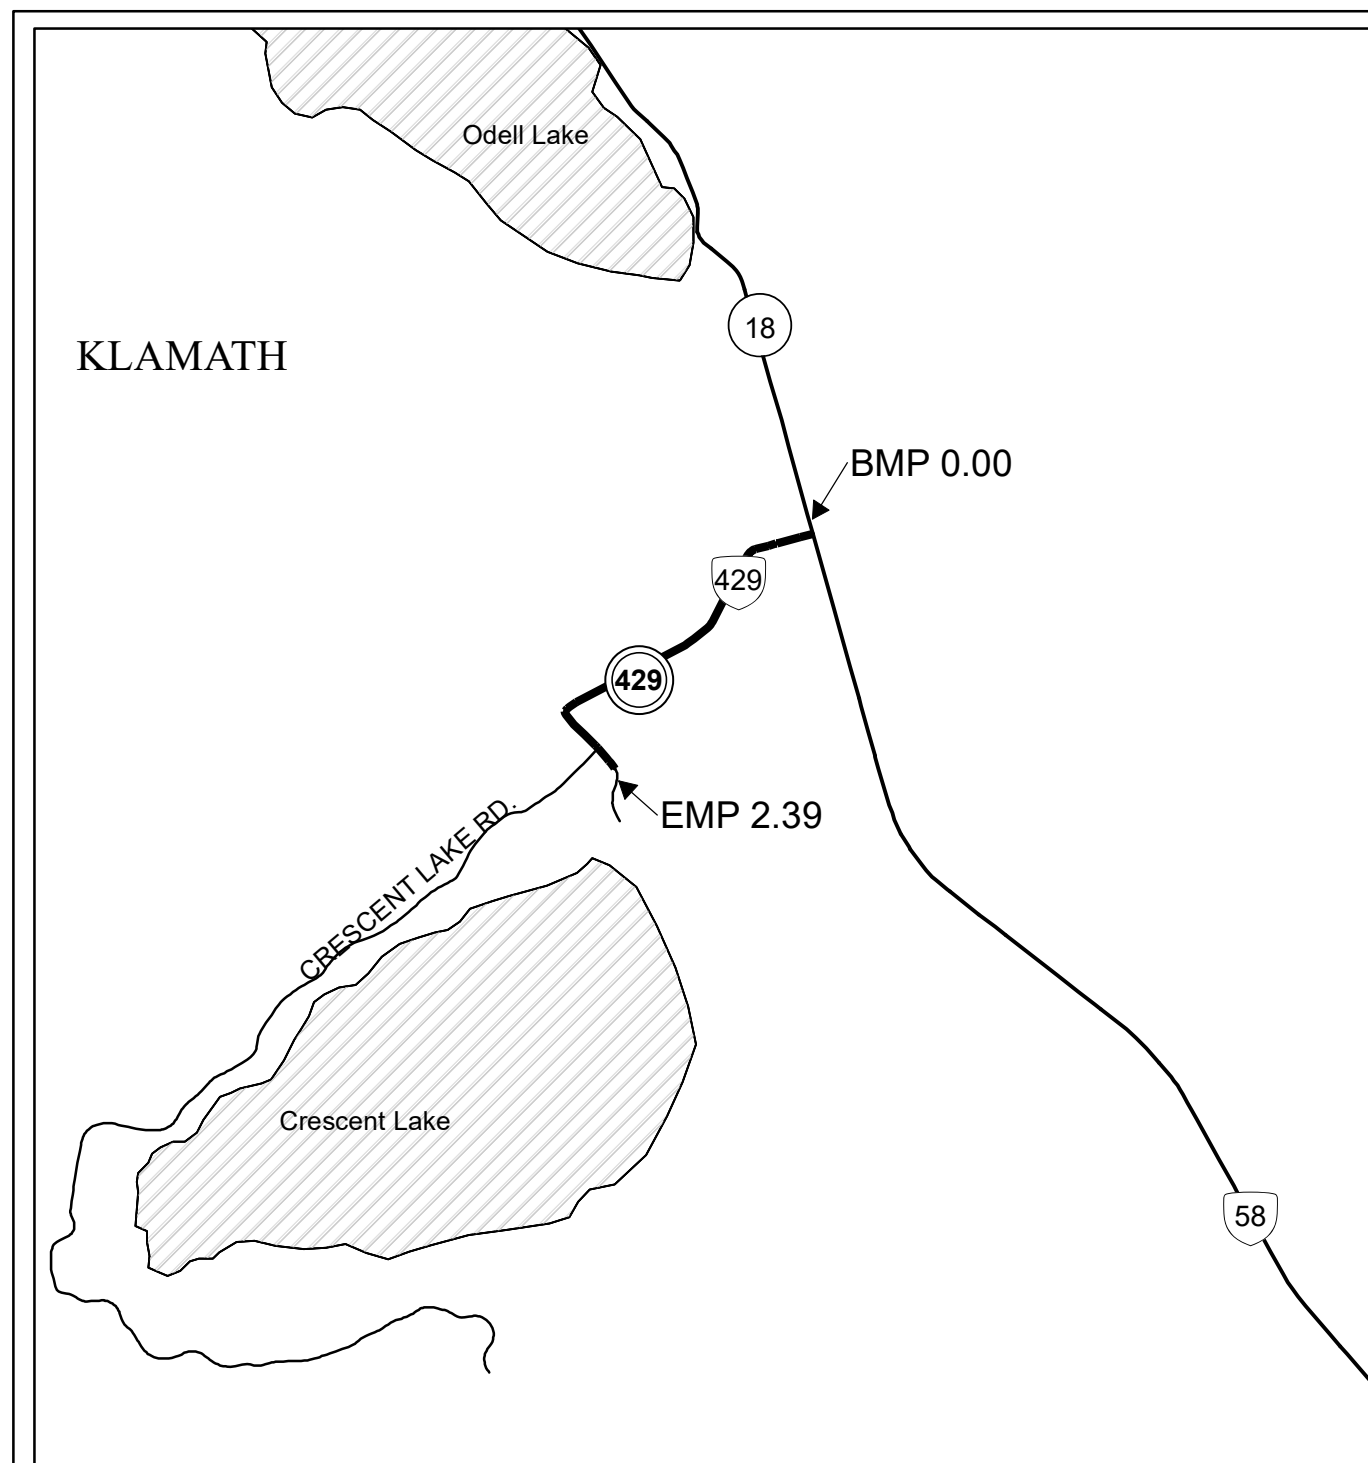 Odell Lake
18
KLAMATH
BMP 0.00
429
429
EMP 2.39
CRESCENT LAKE RD.
Crescent Lake
58